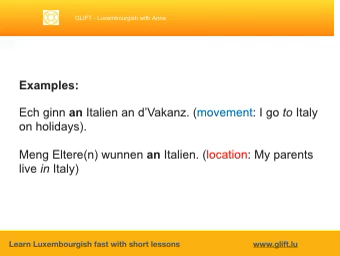 GLIFT - Luxembourgish with Anne
Examples:
Ech ginn an Italien an d'Vakanz. (movement: I go to Italy
on holidays).
Meng Eltere(n) wunnen an Italien. (location: My parents
live in Italy)
Learn Luxembourgish fast with short lessons
www.glift.lu